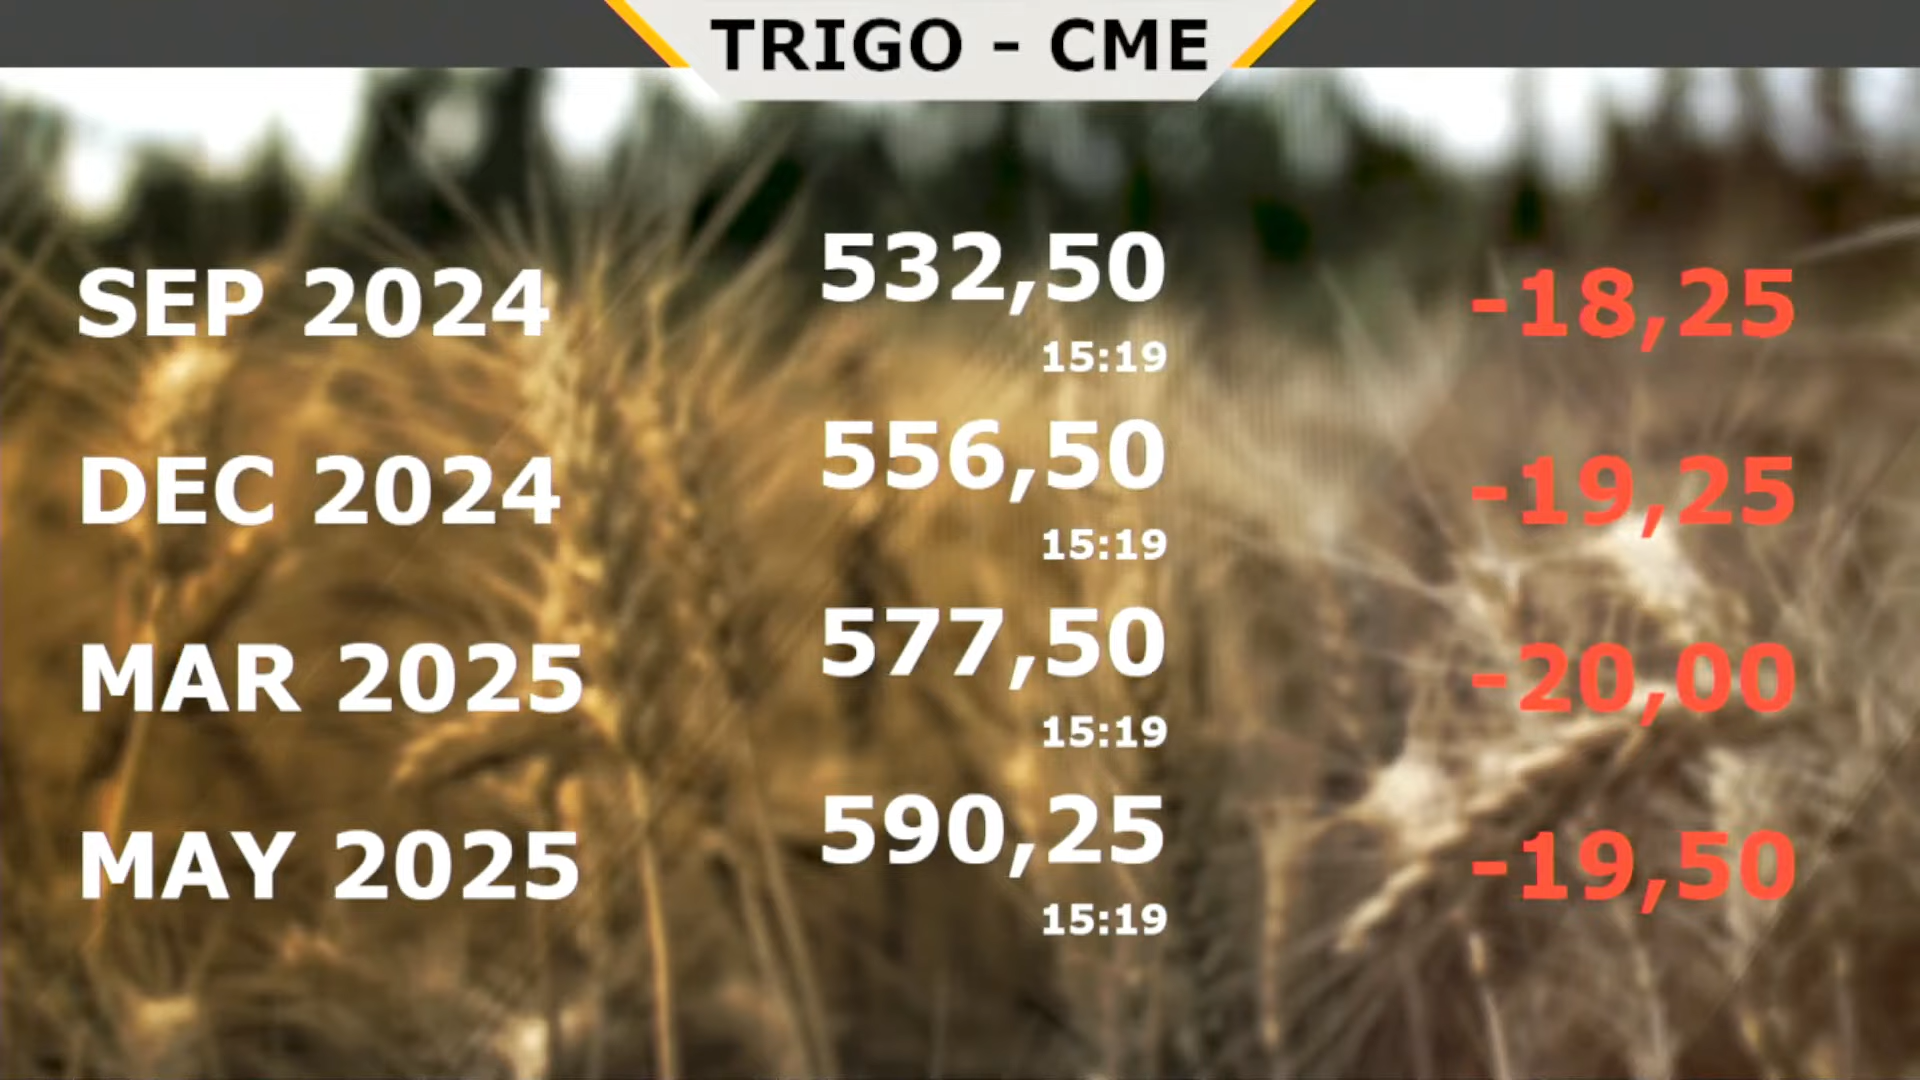 TRIGO - CME
SEP 2024 532,50 -18,25
15:19
DEC 2024 556,50 -19,25
15:19
MAR 2025 577,50 -20,00
15:19
MAY 2025 590,25 -19,50
15:19